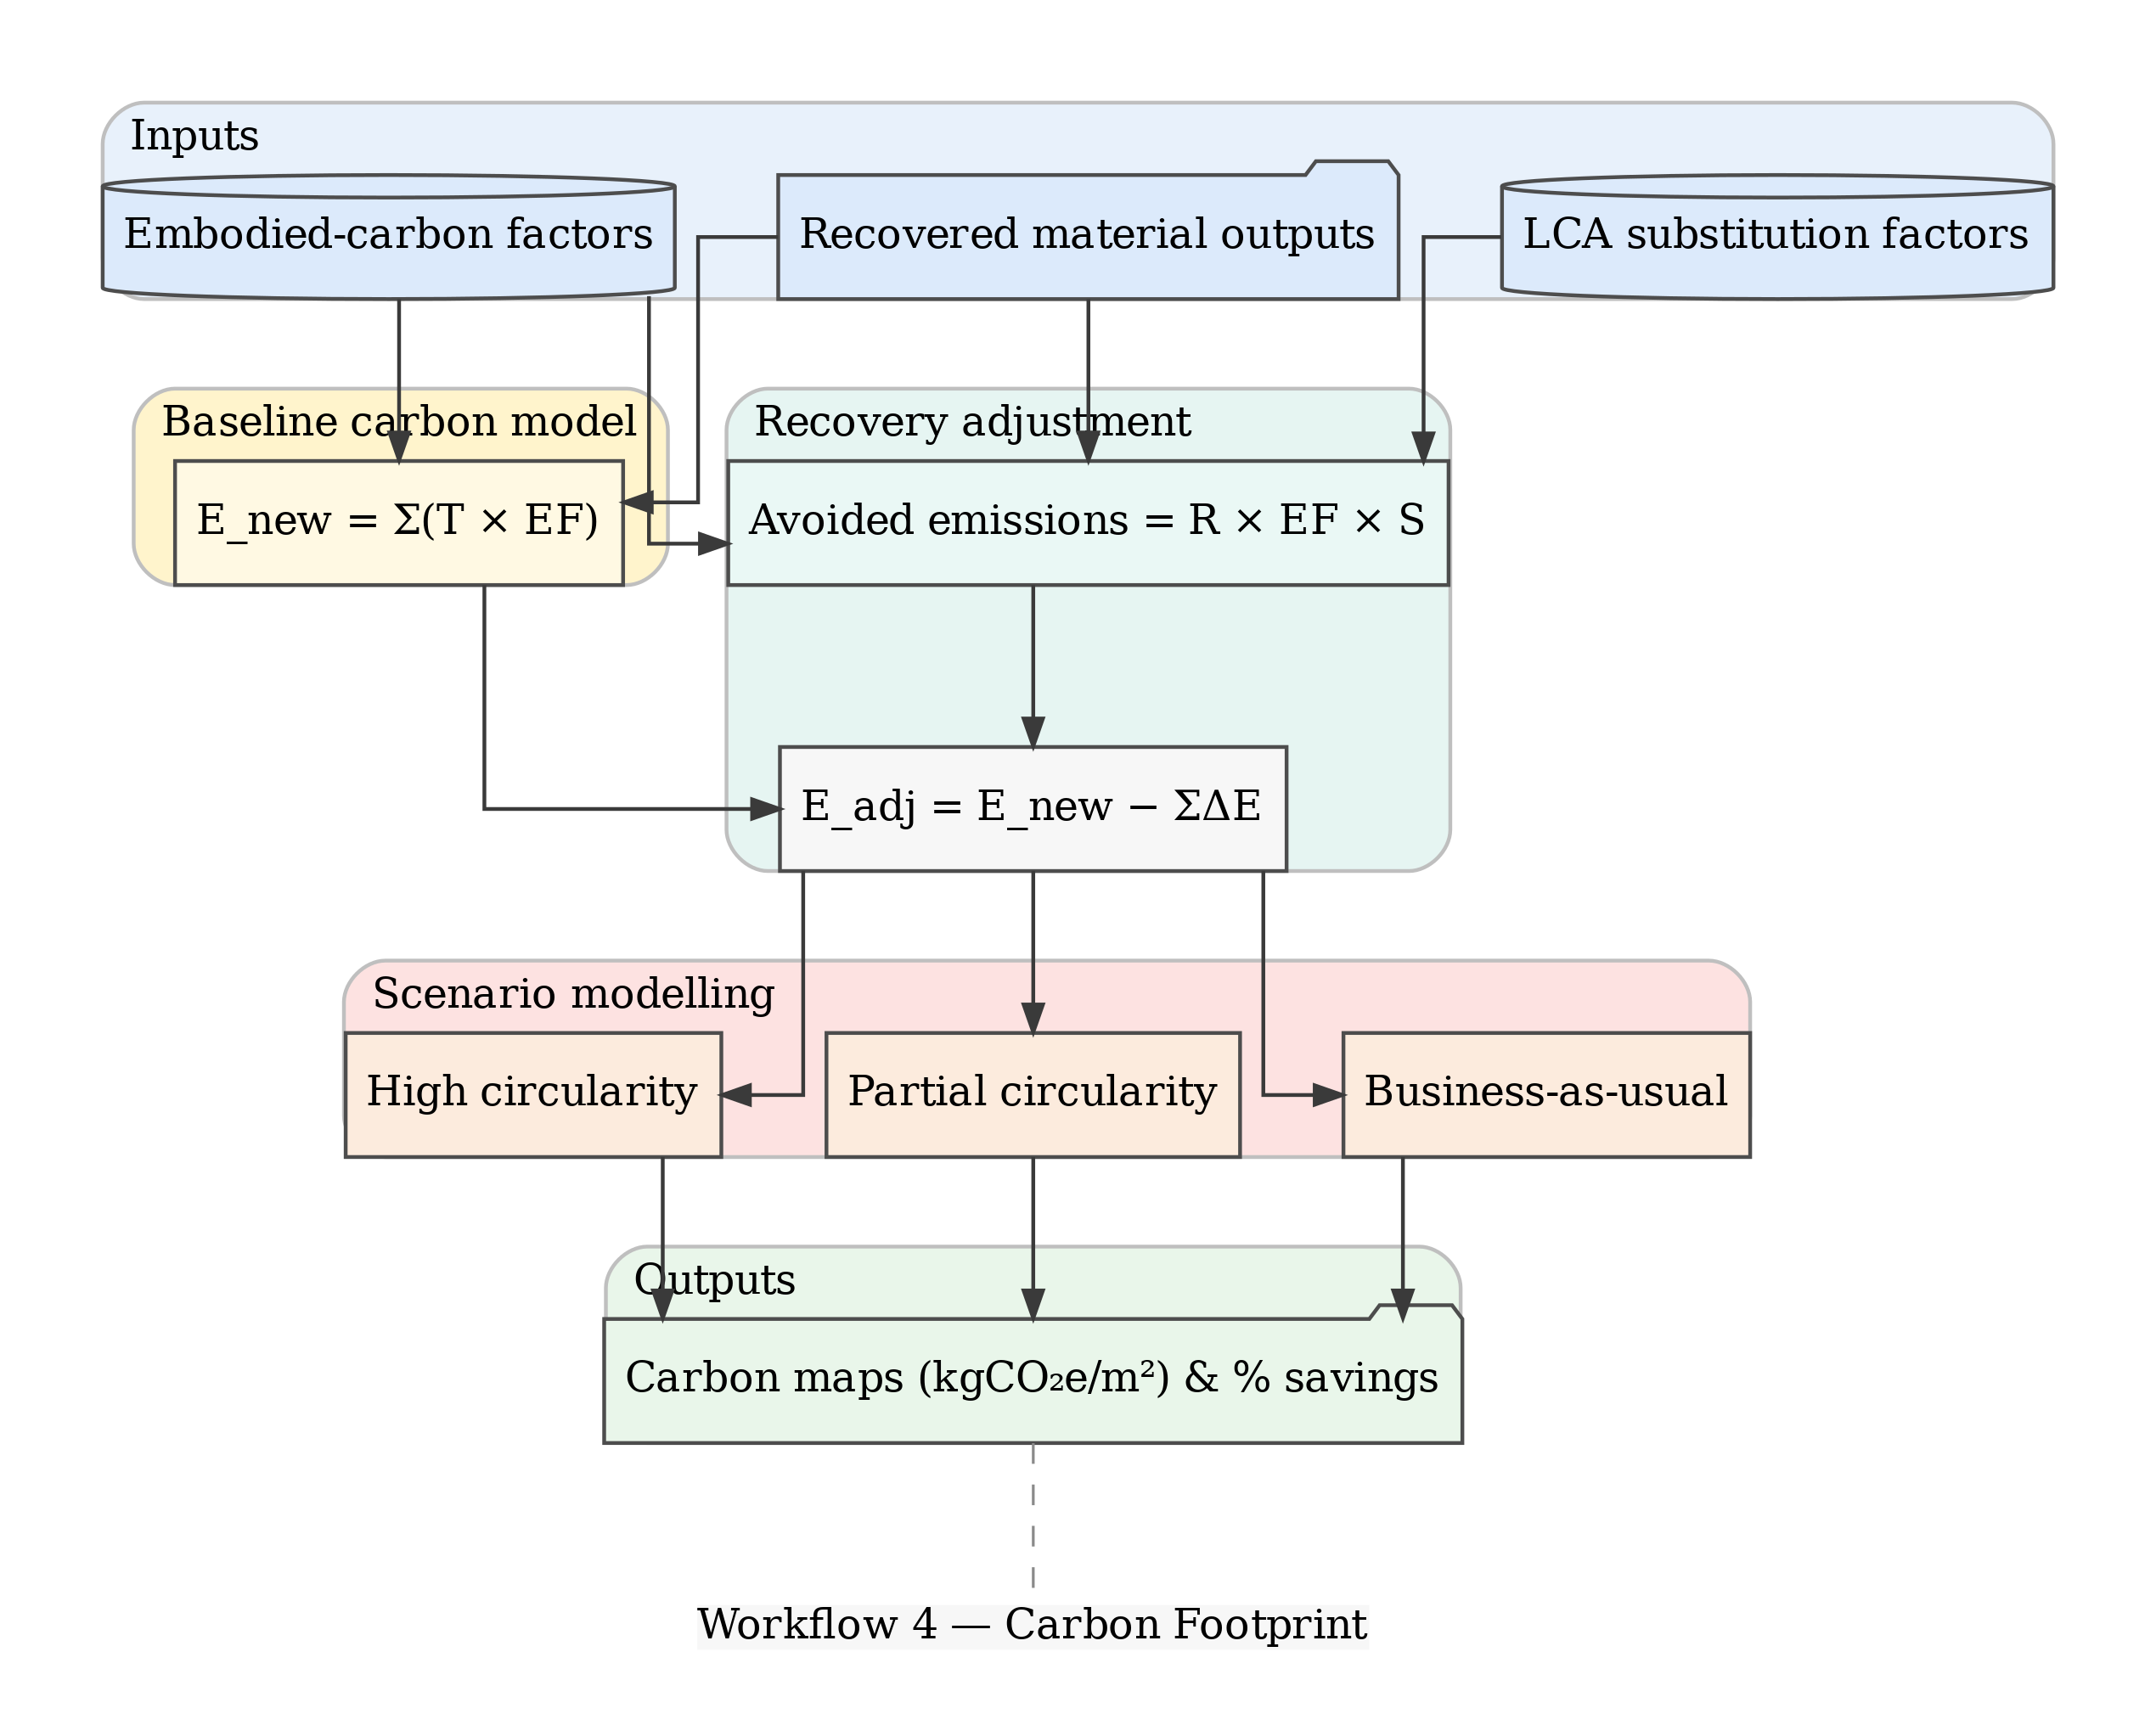 Inputs
Embodied-carbon factors
Recovered material outputs
LCA substitution factors
Baseline carbon model
Recovery adjustment
E_new = Σ(T × EF)
Avoided emissions = R × EF × S
E_adj = E_new − ΣΔE
Scenario modelling
High circularity
Partial circularity
Business-as-usual
Outputs
Carbon maps (kgCO₂e/m²) & % savings
Workflow 4 — Carbon Footprint